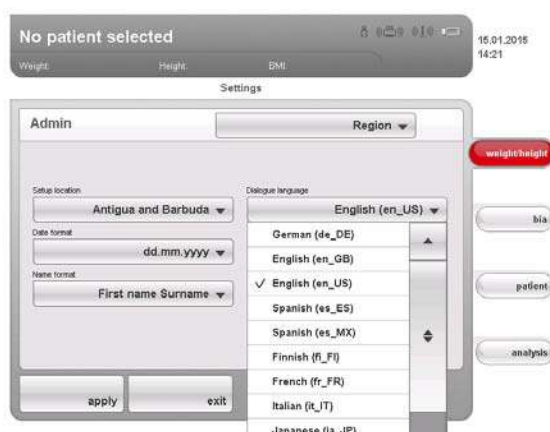 No patient selected
Weight: Height: BMI:
15.01.2015
14:21
Settings
Admin
Region
weight/height
Setup location
Antigua and Barbuda
Dialogue language
English (en_US)
bia
Date format
dd.mm.yyyy
German (de_DE)
English (en_GB)
Name format
First name Surname
English (en_US)
patient
Spanish (es_ES)
Spanish (es_MX)
Finnish (fi_FI)
analysis
French (fr_FR)
apply
exit
Italian (it_IT)
Japanese (ja_JP)